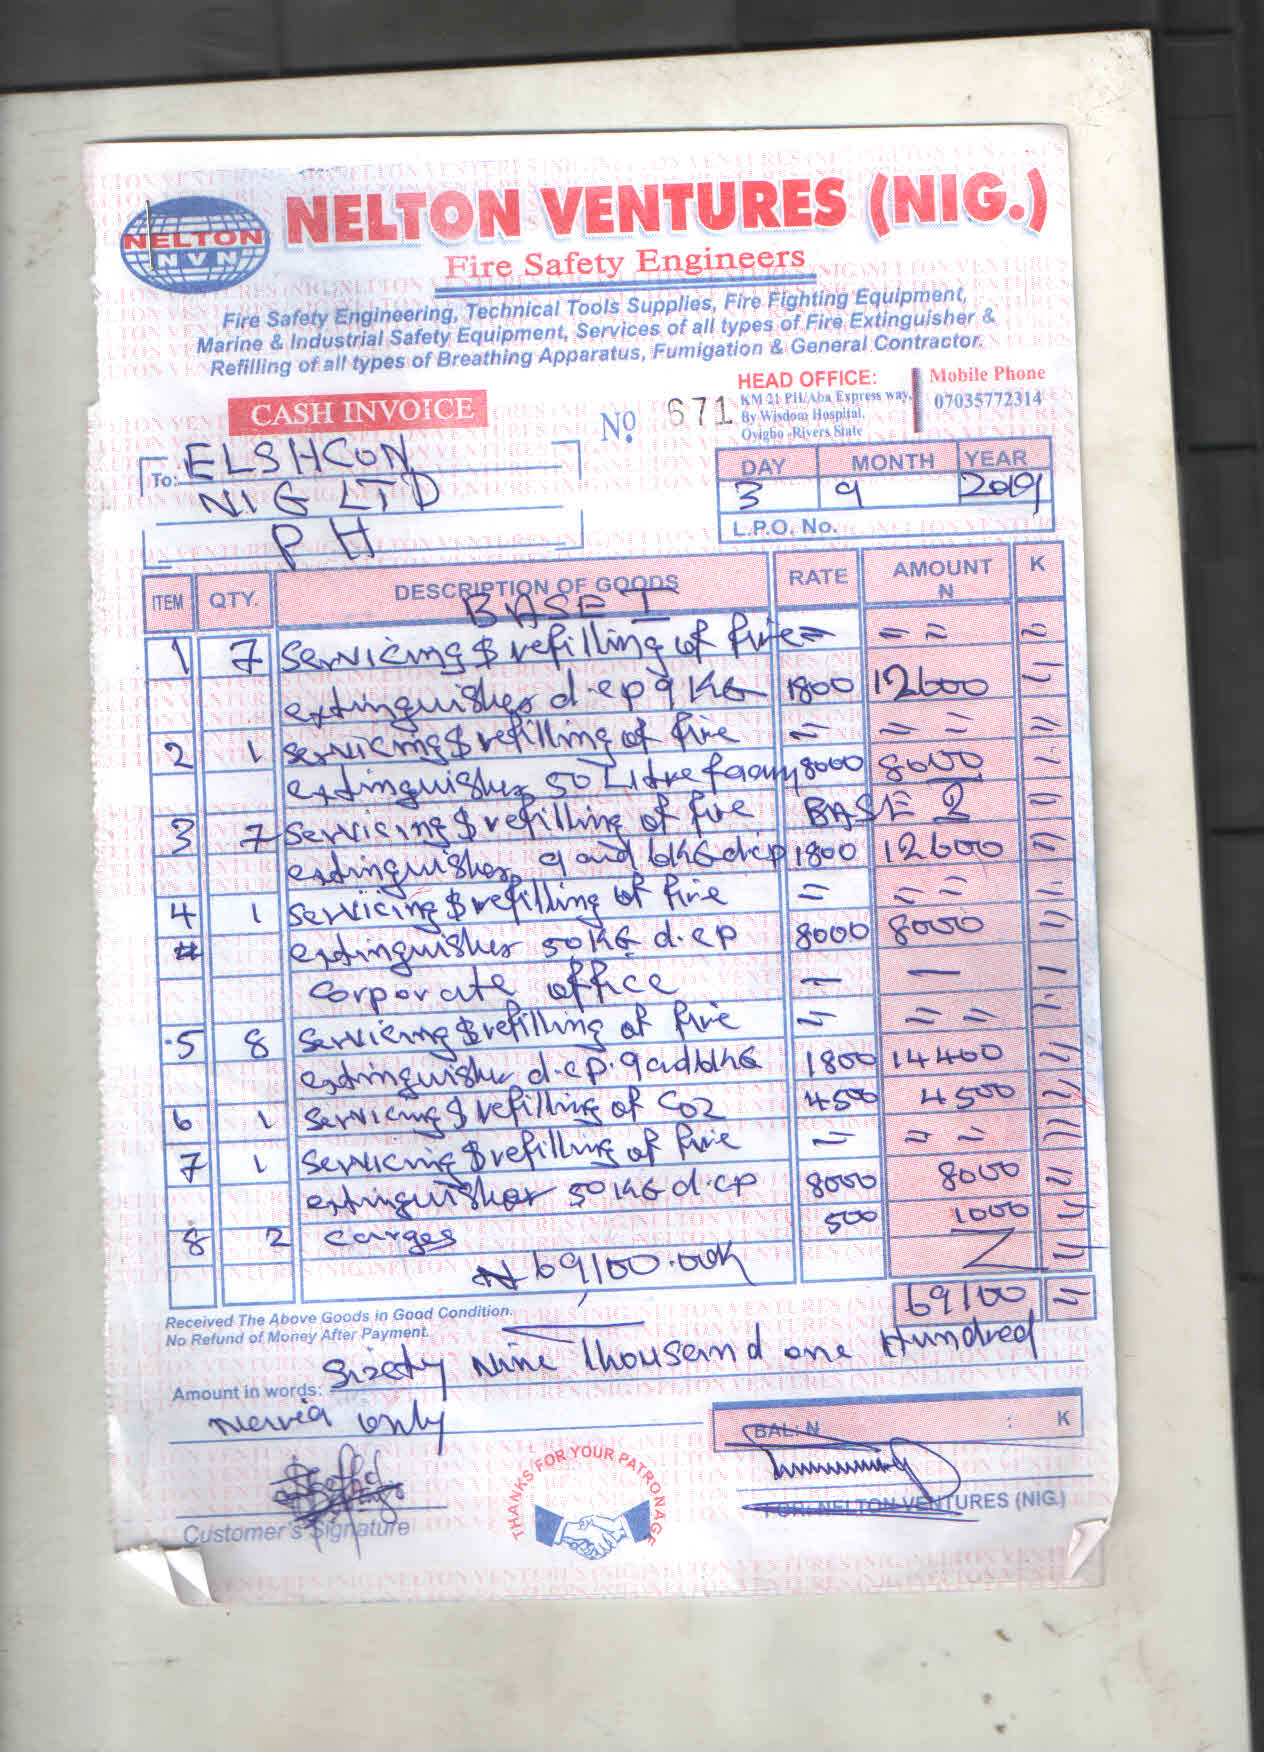 NELTON
NVN
NELTON VENTURES (NIG.)
Fire Safety Engineers
Fire Safety Engineering, Technical Tools Supplies, Fire Fighting Equipment,
Marine & Industrial Safety Equipment, Services of all types of Fire Extinguisher &
Refilling of all types of Breathing Apparatus, Fumigation & General Contractor.
CASH INVOICE
No. 671
HEAD OFFICE:
KM 21 PH/Aba Express way,
By Wisdom Hospital,
Oyigbo -Rivers State
Mobile Phone
07035772314
To: ELSHCON
NIG LTD
PH
DAY MONTH YEAR
3 9 2019
L.P.O. No.
ITEM QTY. DESCRIPTION OF GOODS RATE AMOUNT N K
BASE I
1 7 Servicing & refilling of fire = = = =
extinguisher d.c.p 9 KG 1800 12600 =
2 1 Servicing & refilling of fire = = = =
extinguisher 50 Litre foam 8000 8000 =
3 7 Servicing & refilling of fire BASE 2 =
extinguisher 9 and 6KG d.c.p 1800 12600 =
4 1 Servicing & refilling of fire = = = =
extinguisher 50 KG d.c.p 8000 8000 =
Corporate office — — —
5 8 Servicing & refilling of fire = = = =
extinguisher d.c.p. 9 and 6KG 1800 14400 =
6 1 Servicing & refilling of CO2 4500 4500 =
7 1 Servicing & refilling of fire = = = =
extinguisher 50 KG d.c.p 8000 8000 =
8 2 Carges 500 1000 =
₦69,100.00K
69100 =
Received The Above Goods in Good Condition.
No Refund of Money After Payment.
Amount in words: Sixty Nine Thousand one Hundred
Neria only
BAL: N : K
Customer's Signature
THANKS FOR YOUR PATRONAGE
FOR: NELTON VENTURES (NIG.)